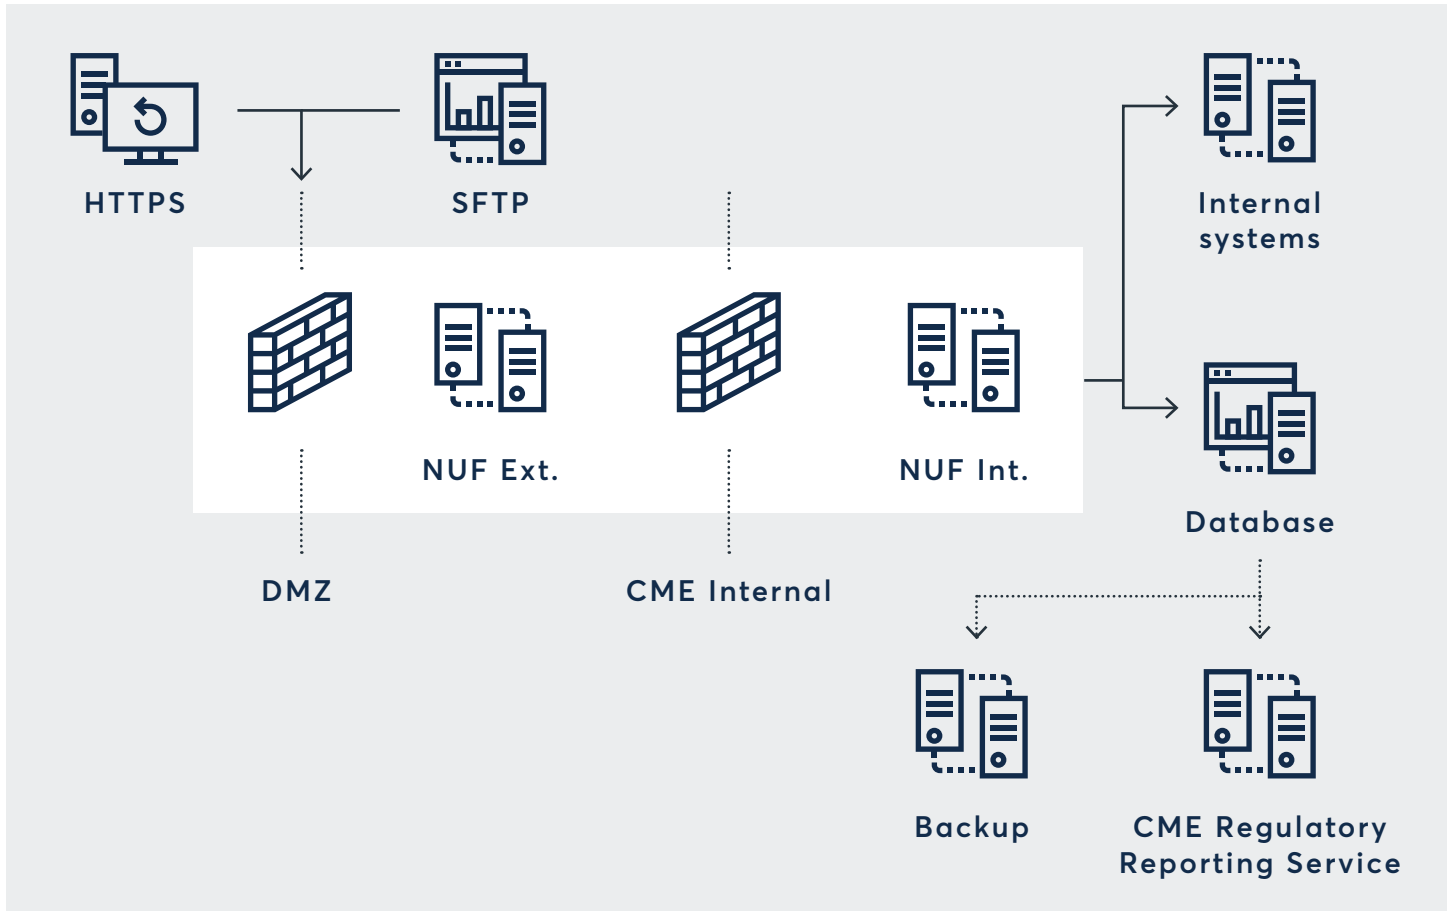 HTTPS
SFTP
Internal
systems
NUF Ext.
NUF Int.
Database
DMZ
CME Internal
Backup
CME Regulatory
Reporting Service